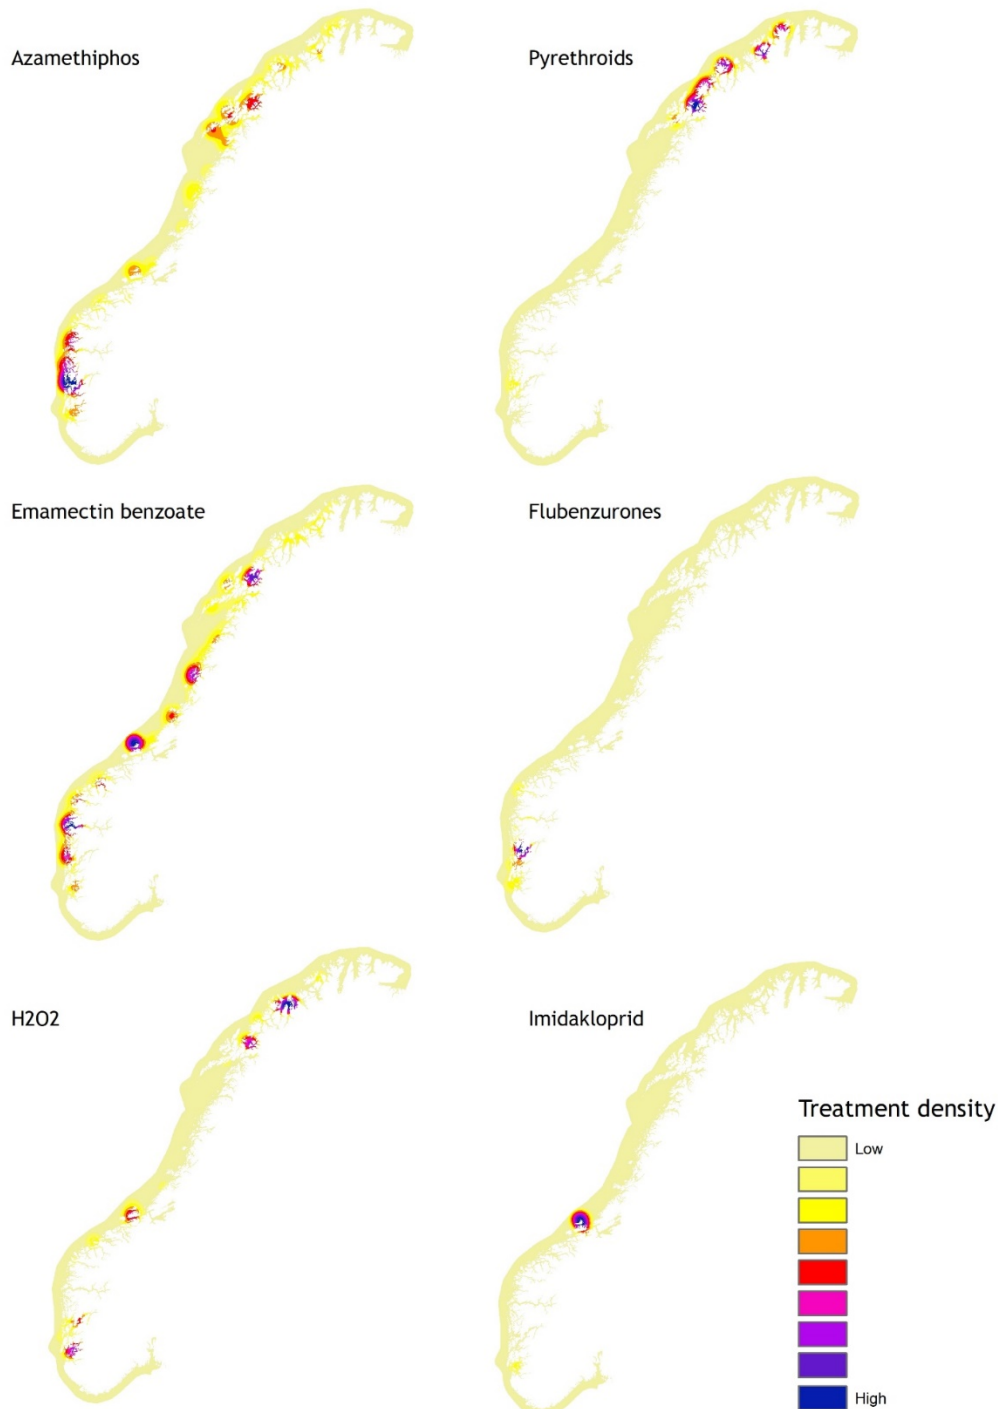 Azamethiphos
Pyrethroids
Emamectin benzoate
Flubenzurones
H2O2
Imidakloprid
Treatment density
Low
High